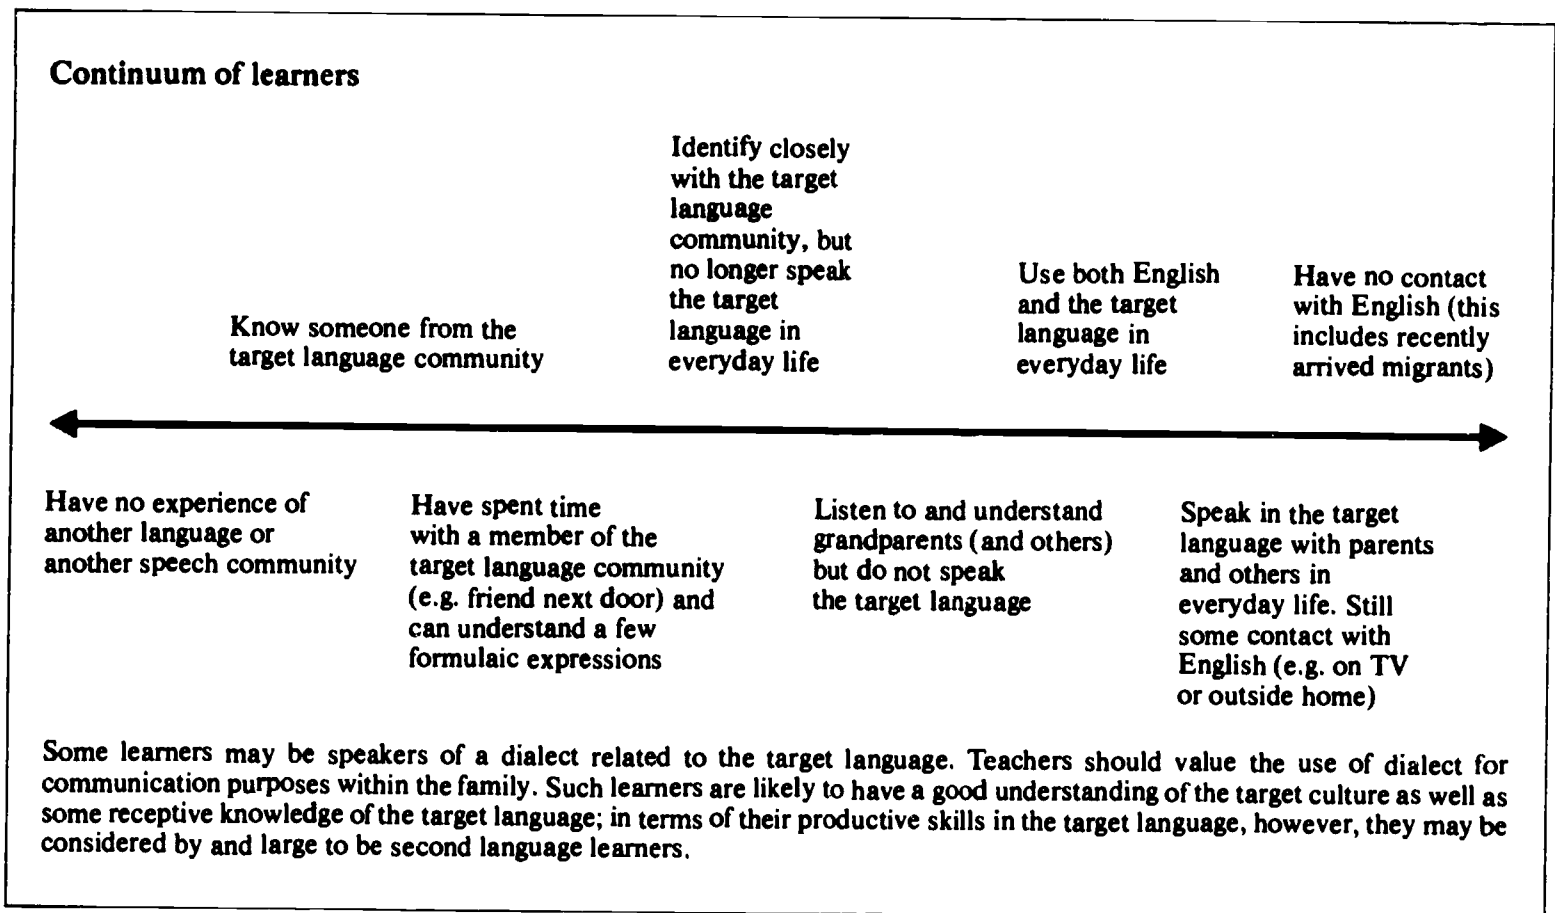 Continuum of learners
Identify closely
with the target
language
community, but
no longer speak
the target
language in
everyday life
Know someone from the
target language community
Use both English
and the target
language in
everyday life
Have no contact
with English (this
includes recently
arrived migrants)
Have no experience of
another language or
another speech community
Have spent time
with a member of the
target language community
(e.g. friend next door) and
can understand a few
formulaic expressions
Listen to and understand
grandparents (and others)
but do not speak
the target language
Speak in the target
language with parents
and others in
everyday life. Still
some contact with
English (e.g. on TV
or outside home)
Some learners may be speakers of a dialect related to the target language. Teachers should value the use of dialect for
communication purposes within the family. Such learners are likely to have a good understanding of the target culture as well as
some receptive knowledge of the target language; in terms of their productive skills in the target language, however, they may be
considered by and large to be second language learners.